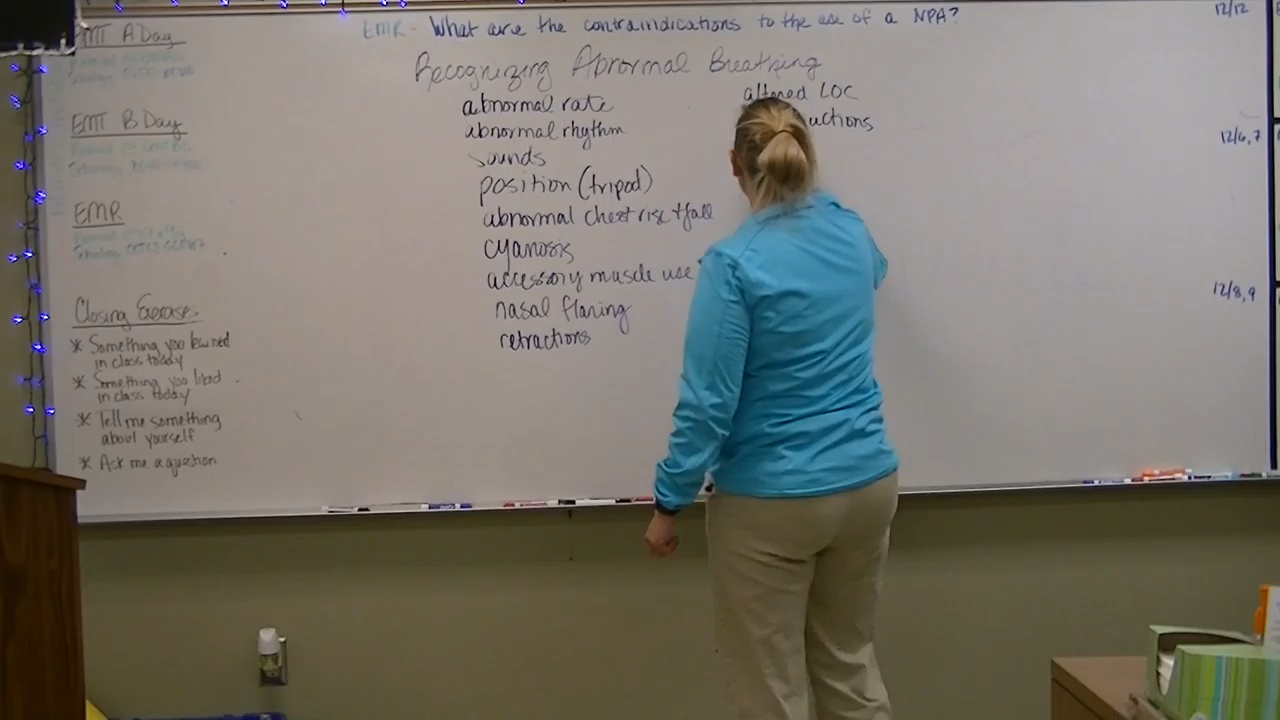 EMR - What are the contraindications to the use of a NPA?
12/12
EMT A Day
Recognizing Abnormal Breathing
abnormal rate
altered LOC
abnormal rhythm
EMT B Day
12/6,7
sounds
position (tripod)
EMR
abnormal chest rise + fall
cyanosis
accessory muscle use
12/8,9
nasal flaring
retractions
Closing Exercise
* Something you learned
in class today
* Something you liked
in class today
* Tell me something
about yourself
* Ask me a question